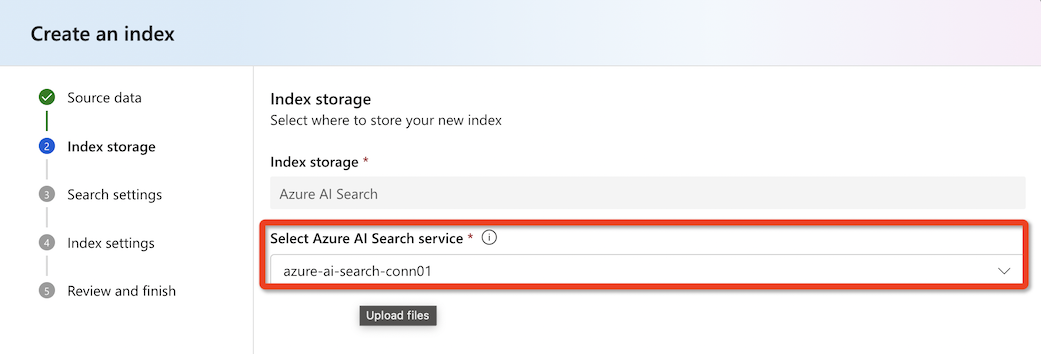 Create an index
Source data
2 Index storage
3 Search settings
4 Index settings
5 Review and finish
Index storage
Select where to store your new index
Index storage *
Azure AI Search
Select Azure AI Search service * i
azure-ai-search-conn01
Upload files